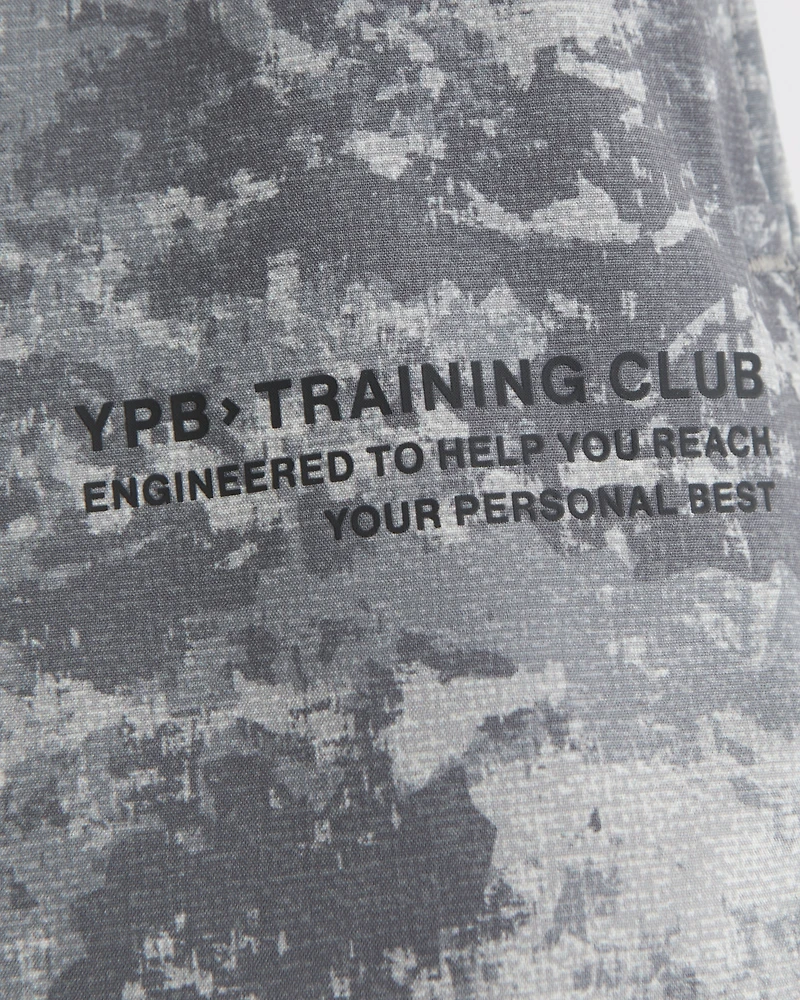 YPB› TRAINING CLUB
ENGINEERED TO HELP YOU REACH
YOUR PERSONAL BEST